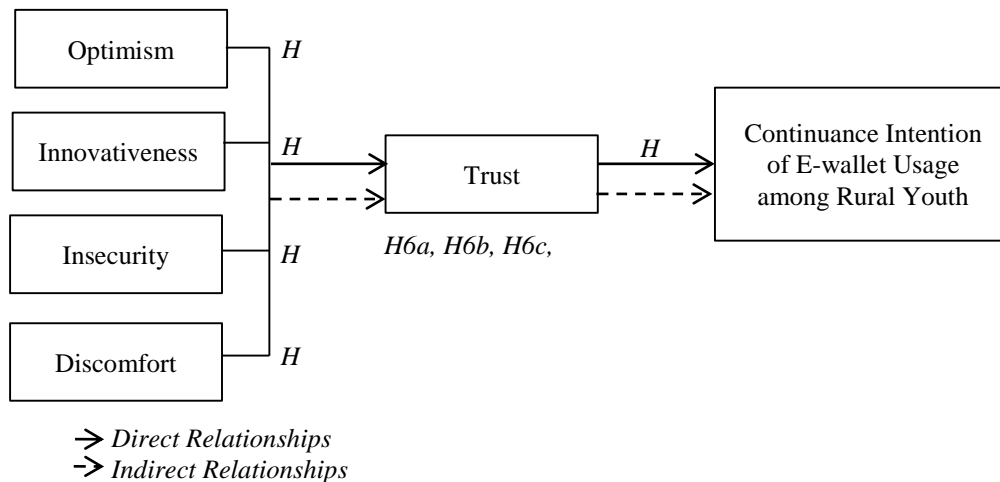 Optimism
H
Innovativeness
H
Insecurity
H
Discomfort
H
Trust
H6a, H6b, H6c,
H
Continuance Intention
of E-wallet Usage
among Rural Youth
Direct Relationships
Indirect Relationships